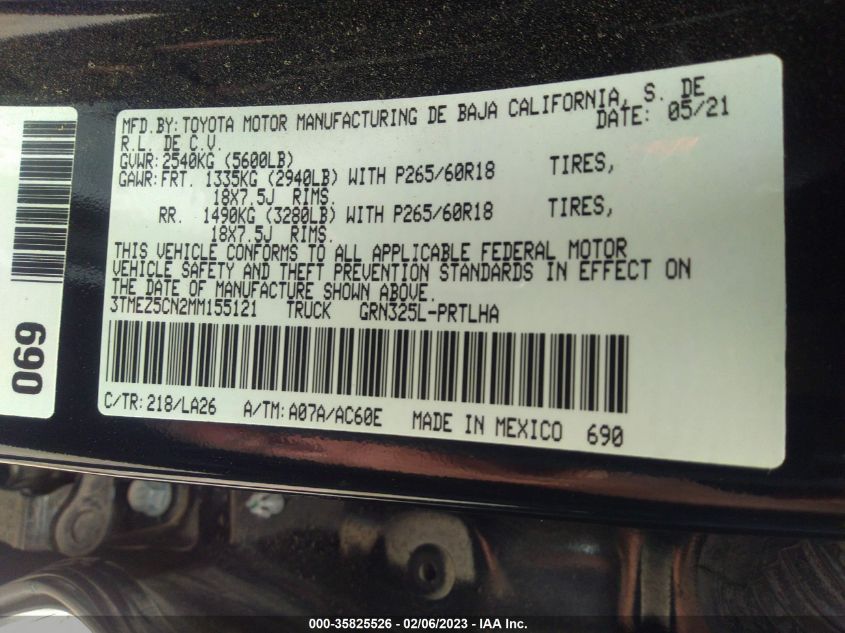 MFD.BY: TOYOTA MOTOR MANUFACTURING DE BAJA CALIFORNIA, S. DE
R.L. DE C.V. DATE: 05/21
GVWR: 2540KG (5600LB)
GAWR: FRT. 1335KG (2940LB) WITH P265/60R18 TIRES,
18X7.5J RIMS.
RR. 1490KG (3280LB) WITH P265/60R18 TIRES,
18X7.5J RIMS.
THIS VEHICLE CONFORMS TO ALL APPLICABLE FEDERAL MOTOR
VEHICLE SAFETY AND THEFT PREVENTION STANDARDS IN EFFECT ON
THE DATE OF MANUFACTURE SHOWN ABOVE.
3TMEZ5CN2MM155121 TRUCK GRN325L-PRTLHA
C/TR: 218/LA26 A/TM: A07A/AC60E MADE IN MEXICO 690
069
000-35825526 - 02/06/2023 - IAA Inc.